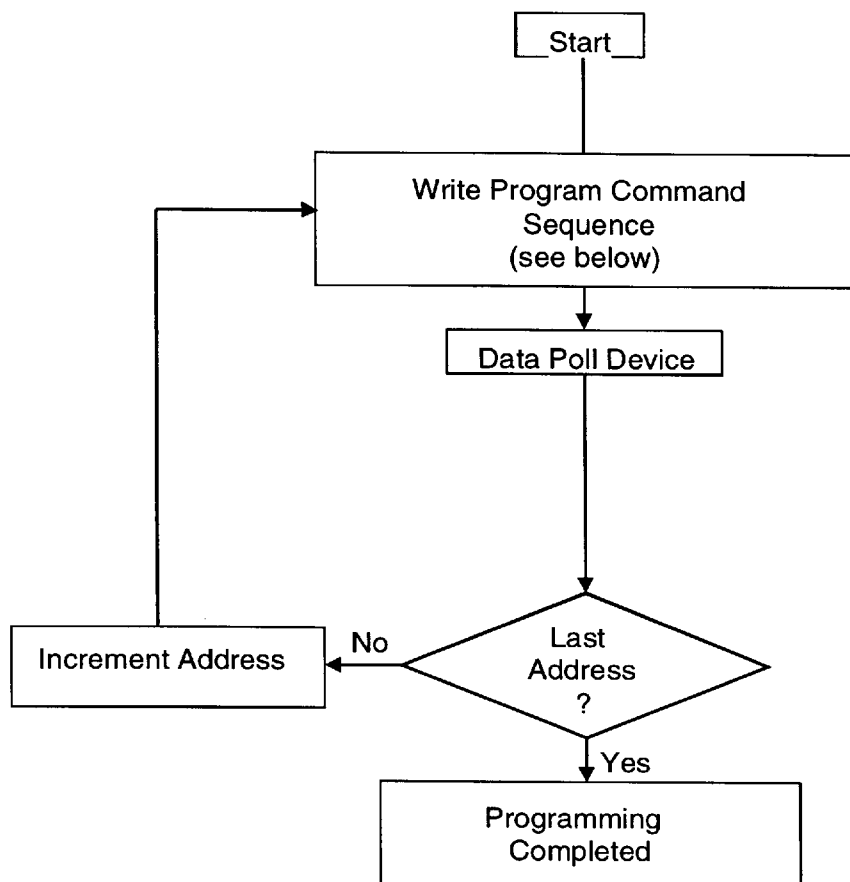 Start
Write Program Command
Sequence
(see below)
Data Poll Device
Last
Address
?
No
Increment Address
Yes
Programming
Completed